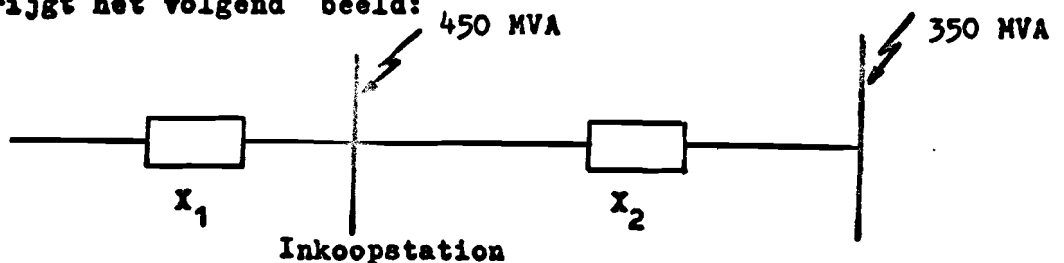 rijgt het volgend beeld:
450 MVA
350 MVA
X1
X2
Inkoopstation